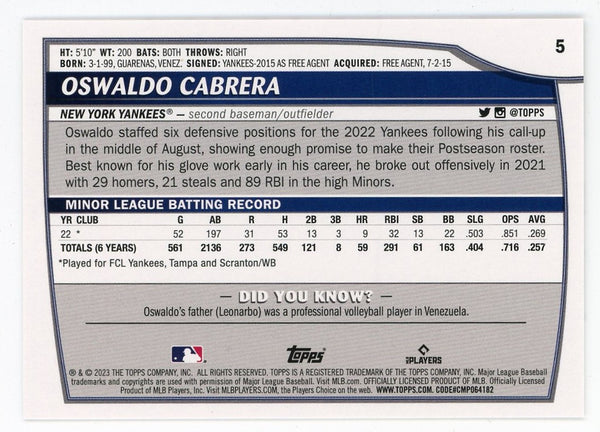 5
HT: 5'10" WT: 200 BATS: BOTH THROWS: RIGHT
BORN: 3-1-99, GUARENAS, VENEZ. SIGNED: YANKEES-2015 AS FREE AGENT ACQUIRED: FREE AGENT, 7-2-15
OSWALDO CABRERA
NEW YORK YANKEES® — second baseman/outfielder @TOPPS
Oswaldo staffed six defensive positions for the 2022 Yankees following his call-up
in the middle of August, showing enough promise to make their Postseason roster.
Best known for his glove work early in his career, he broke out offensively in 2021
with 29 homers, 21 steals and 89 RBI in the high Minors.
MINOR LEAGUE BATTING RECORD
YR CLUB G AB R H 2B 3B HR RBI SB BB SLG OPS AVG
22 * 52 197 31 53 13 3 9 32 13 22 .503 .851 .269
TOTALS (6 YEARS) 561 2136 273 549 121 8 59 291 61 163 .404 .716 .257
*Played for FCL Yankees, Tampa and Scranton/WB
— DID YOU KNOW? —
Oswaldo's father (Leonarbo) was a professional volleyball player in Venezuela.
Topps PLAYERS
® & © 2023 THE TOPPS COMPANY, INC. ALL RIGHTS RESERVED. TOPPS IS A REGISTERED TRADEMARK OF THE TOPPS COMPANY, INC. Major League Baseball
trademarks and copyrights are used with permission of Major League Baseball. Visit MLB.com. OFFICIALLY LICENSED PRODUCT OF MLB. Officially Licensed
Product of MLB Players, Inc. Visit MLBPLAYERS.com, the Players Choice on the web. WWW.TOPPS.COM. CODE#CMP064182